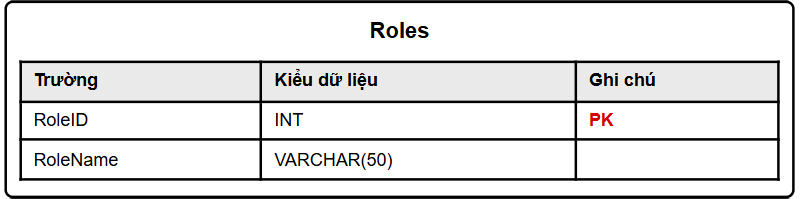 Roles
Trường Kiểu dữ liệu Ghi chú
RoleID INT PK
RoleName VARCHAR(50)